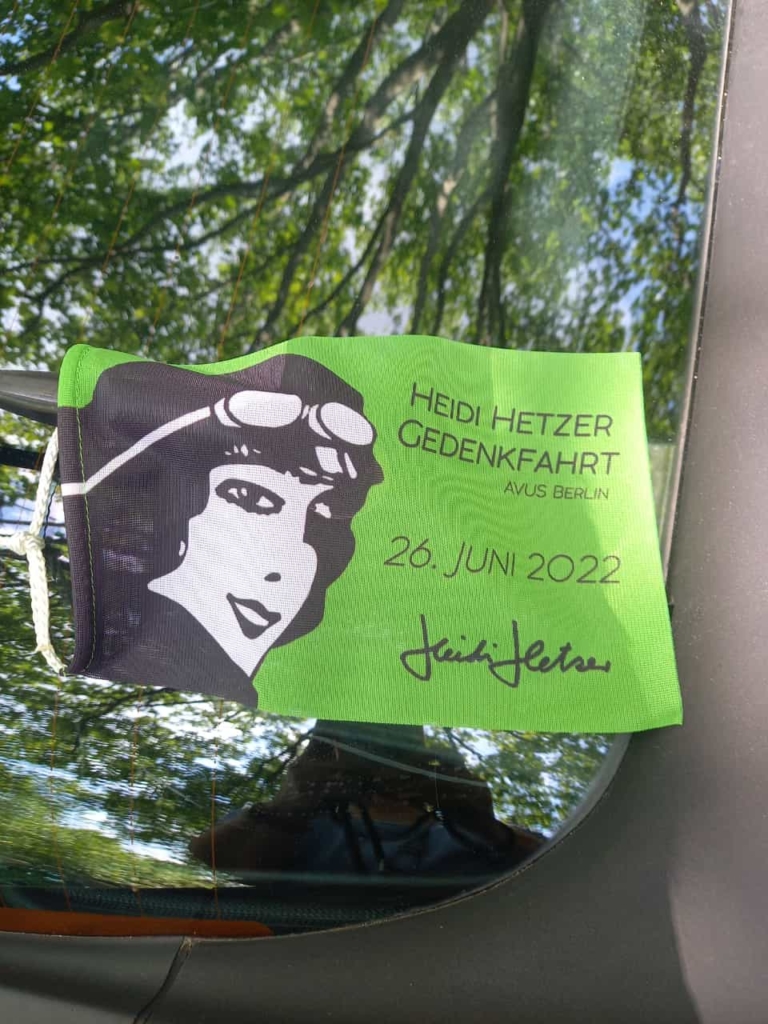 HEIDI HETZER
GEDENKFAHRT
AVUS BERLIN
26. JUNI 2022
Heidi Hetzer